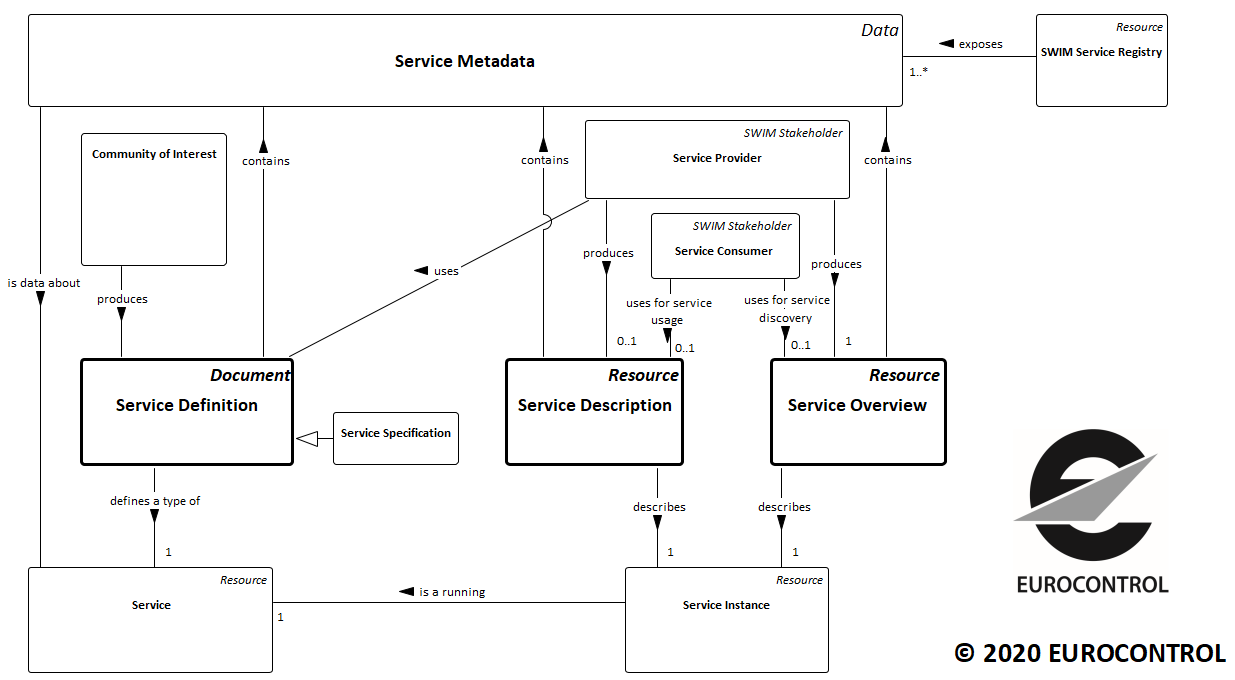 Data
Service Metadata
exposes
1..*
Resource
SWIM Service Registry
Community of Interest
contains
contains
SWIM Stakeholder
Service Provider
contains
SWIM Stakeholder
Service Consumer
is data about
produces
uses
produces
produces
uses for service
usage
uses for service
discovery
0..1
0..1
0..1
1
Document
Service Definition
Service Specification
Resource
Service Description
Resource
Service Overview
defines a type of
1
describes
1
describes
1
Resource
Service
is a running
1
Resource
Service Instance
EUROCONTROL
© 2020 EUROCONTROL